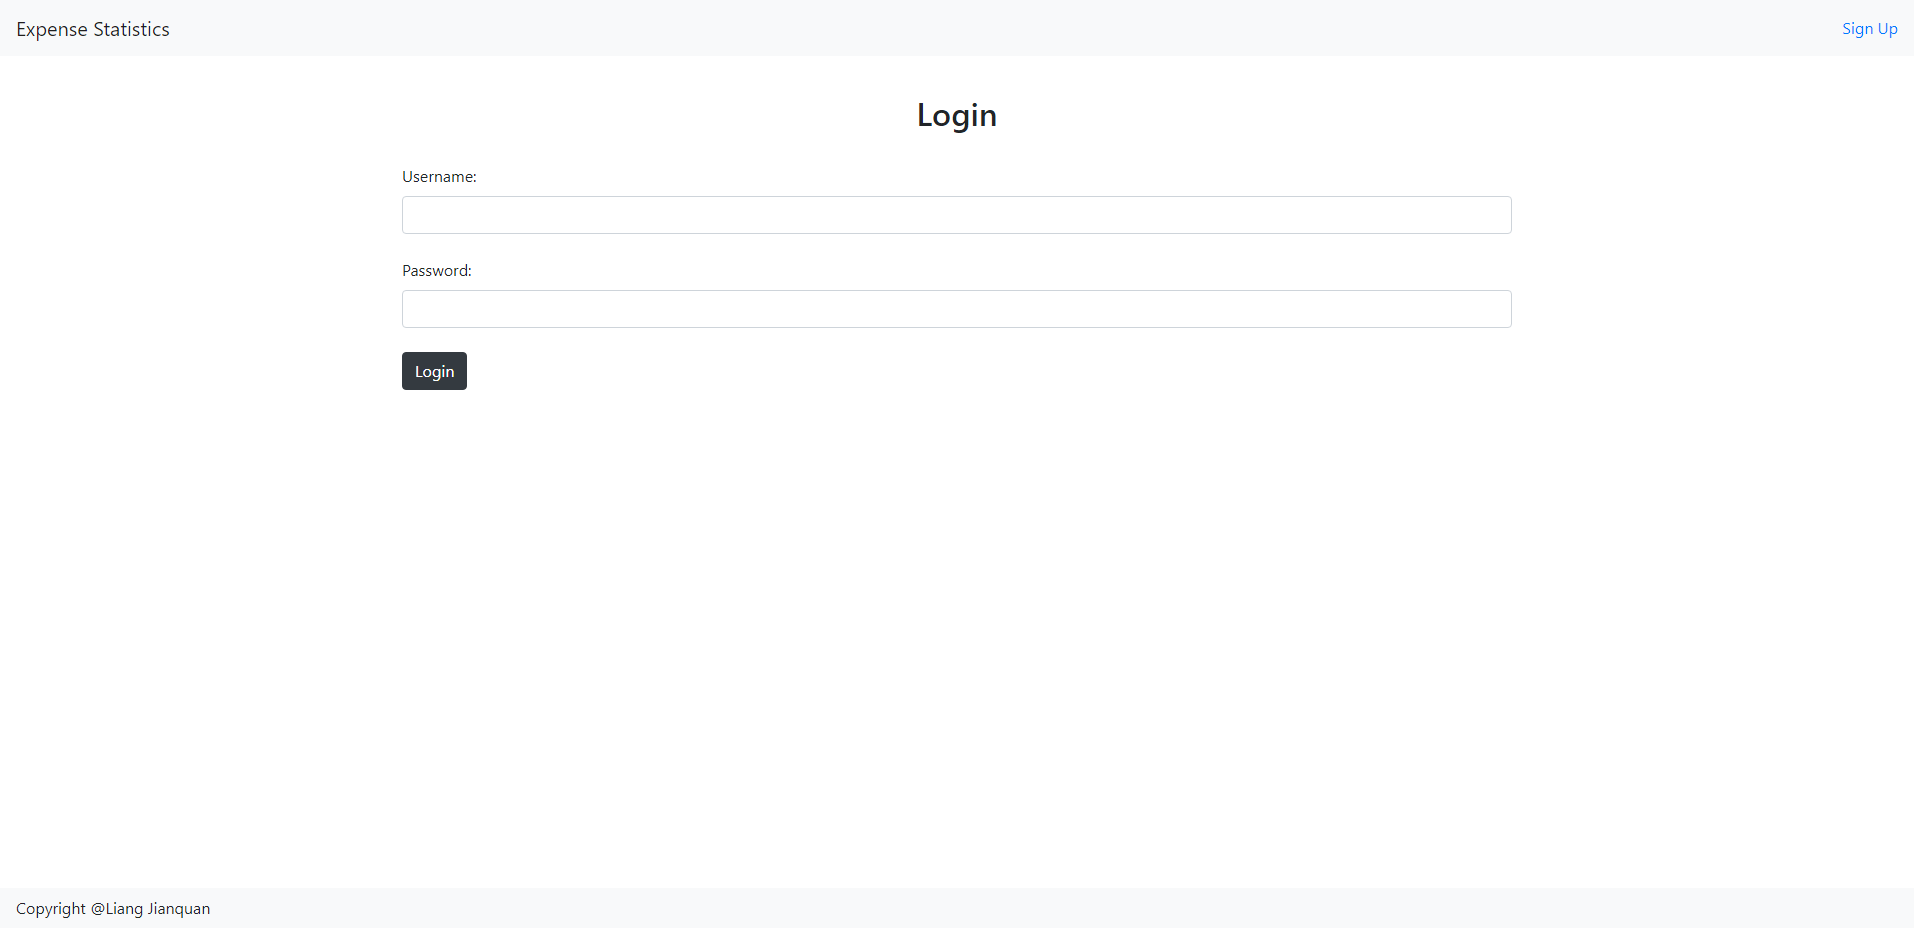 Expense Statistics
Sign Up
Login
Username:
Password:
Login
Copyright @Liang Jianquan